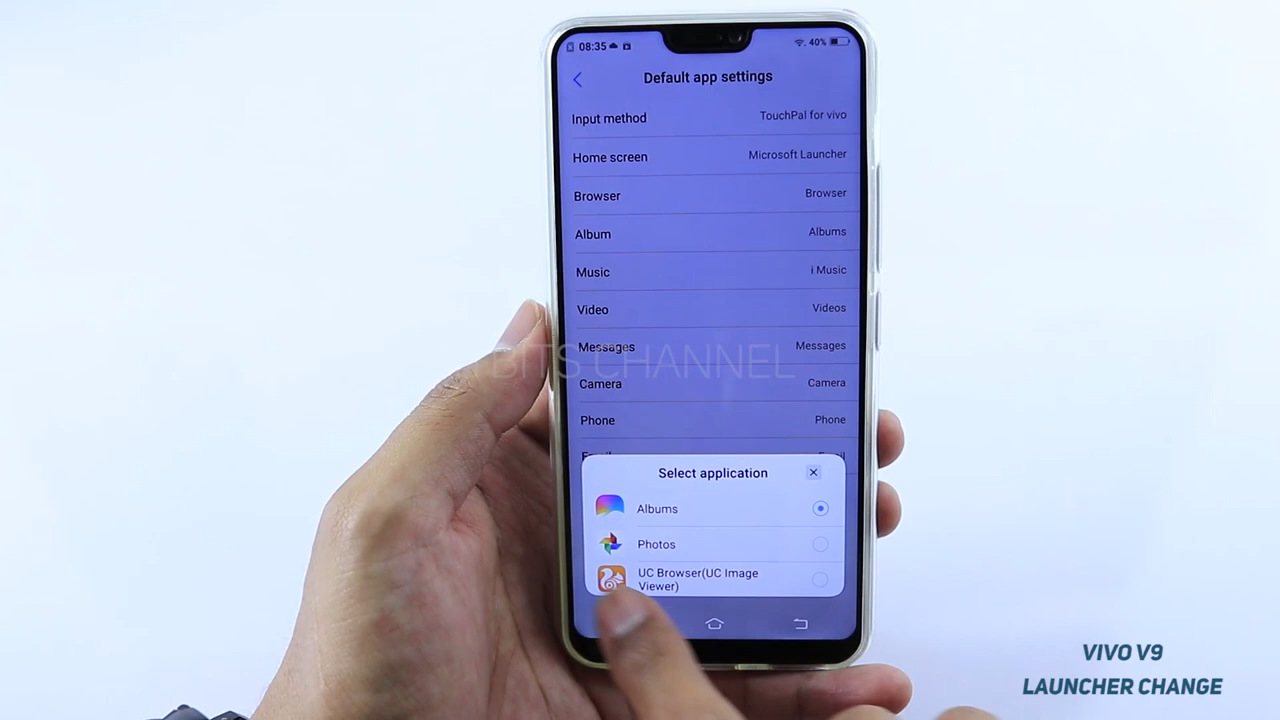 08:35
40%
Default app settings
Input method TouchPal for vivo
Home screen Microsoft Launcher
Browser Browser
Album Albums
Music i Music
Video Videos
Messages Messages
BITS CHANNEL
Camera Camera
Phone Phone
Select application
Albums
Photos
UC Browser(UC Image
Viewer)
VIVO V9
LAUNCHER CHANGE